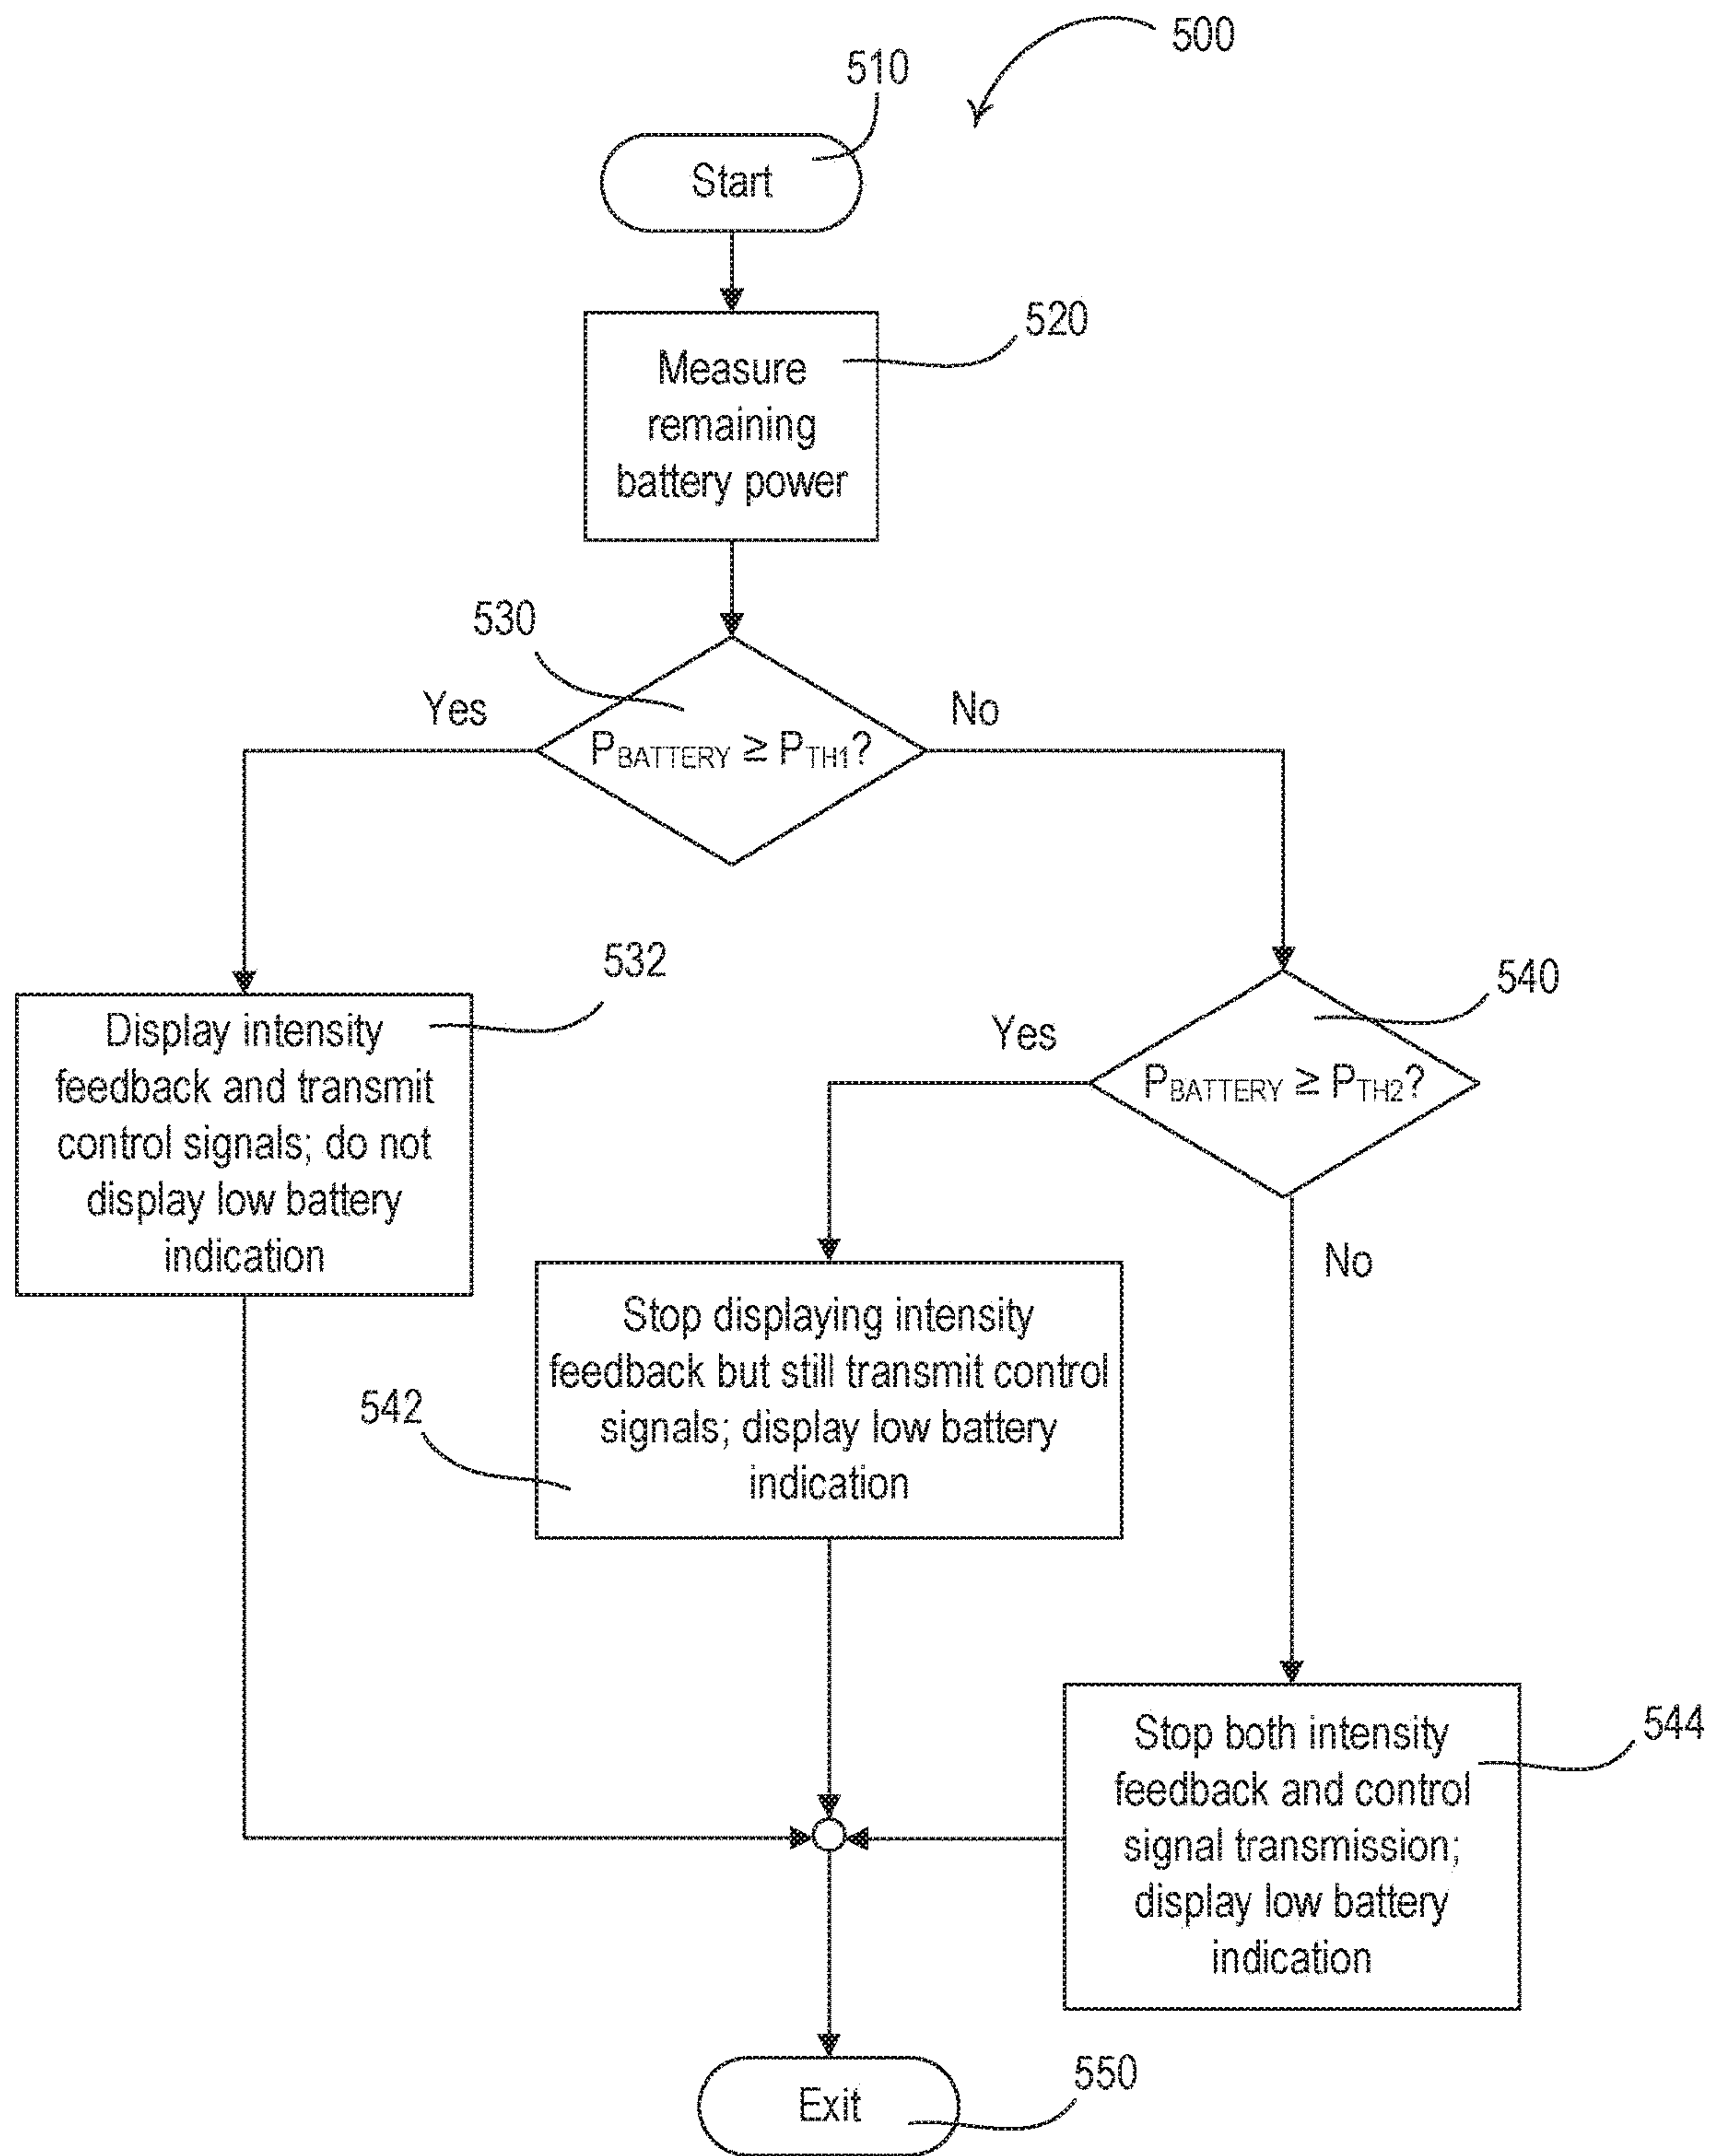 500
510
Start
520
Measure
remaining
battery power
530
Yes
No
PBATTERY ≥ PTH1?
532
Display intensity
feedback and transmit
control signals; do not
display low battery
indication
540
Yes
PBATTERY ≥ PTH2?
No
542
Stop displaying intensity
feedback but still transmit control
signals; display low battery
indication
544
Stop both intensity
feedback and control
signal transmission;
display low battery
indication
550
Exit